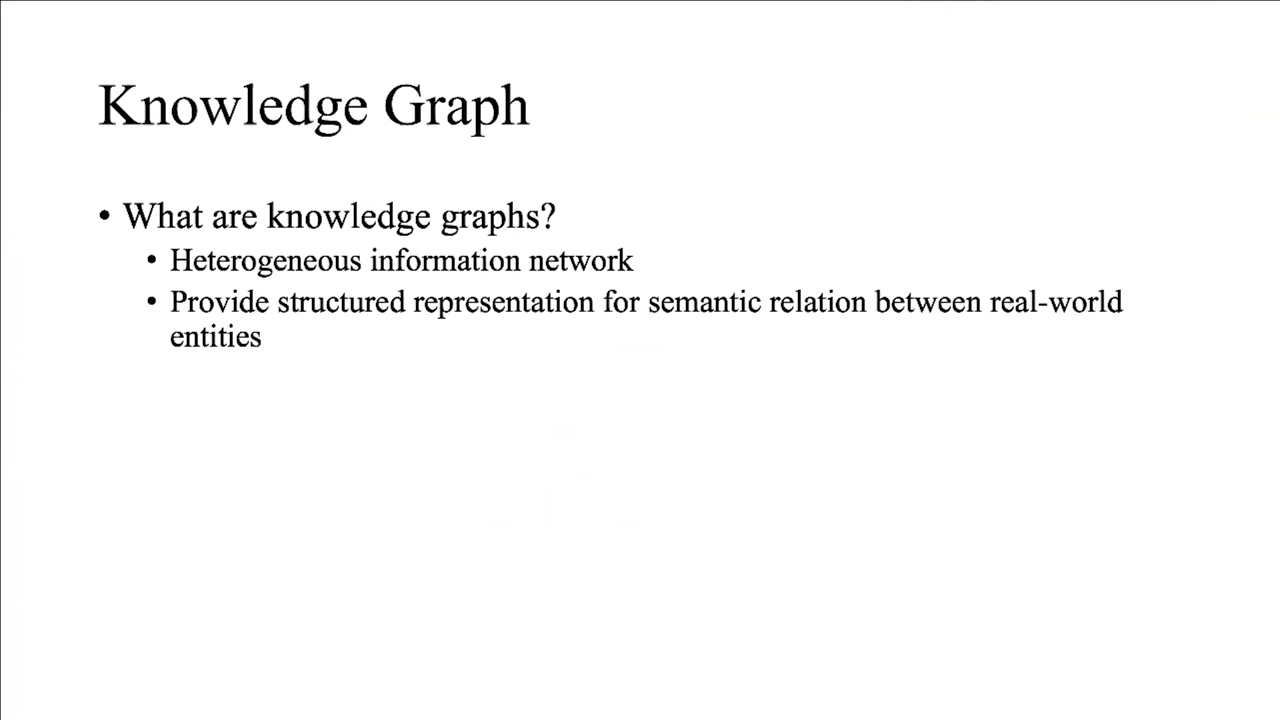 Knowledge Graph
• What are knowledge graphs?
• Heterogeneous information network
• Provide structured representation for semantic relation between real-world
entities